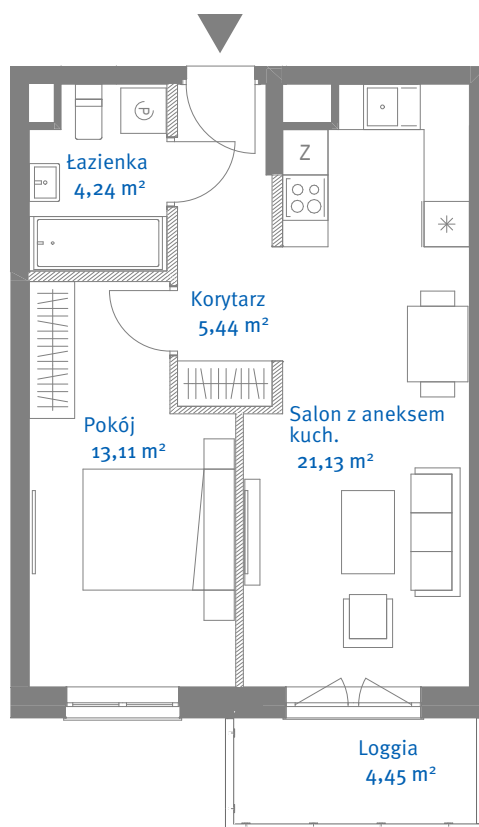 P
Łazienka
4,24 m²
Z
Korytarz
5,44 m²
Salon z aneksem
kuch.
21,13 m²
Pokój
13,11 m²
Loggia
4,45 m²